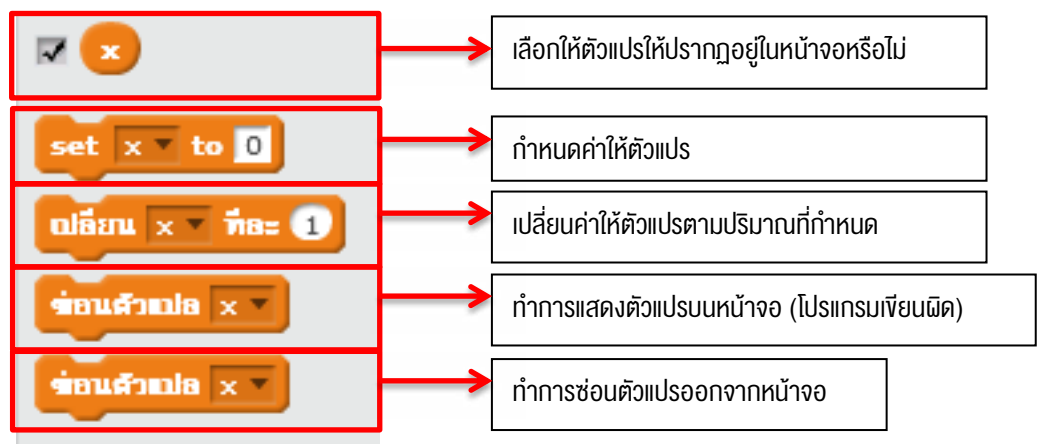 x
เลือกให้ตัวแปรให้ปรากฏอยู่ในหน้าจอหรือไม่
set x to 0
กำหนดค่าให้ตัวแปร
เปลี่ยน x ทีละ 1
เปลี่ยนค่าให้ตัวแปรตามปริมาณที่กำหนด
ซ่อนตัวแปล x
ทำการแสดงตัวแปรบนหน้าจอ (โปรแกรมเขียนผิด)
ซ่อนตัวแปล x
ทำการซ่อนตัวแปรออกจากหน้าจอ